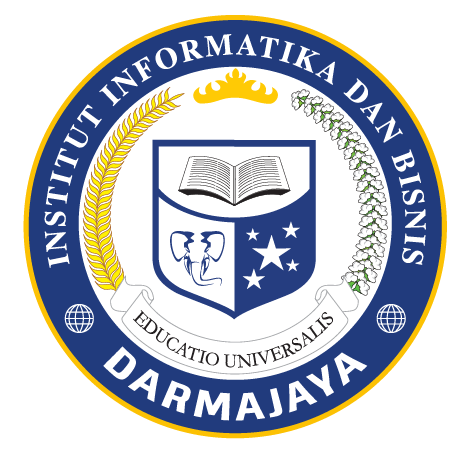 INSTITUT INFORMATIKA DAN BISNIS
EDUCATIO UNIVERSALIS
DARMAJAYA